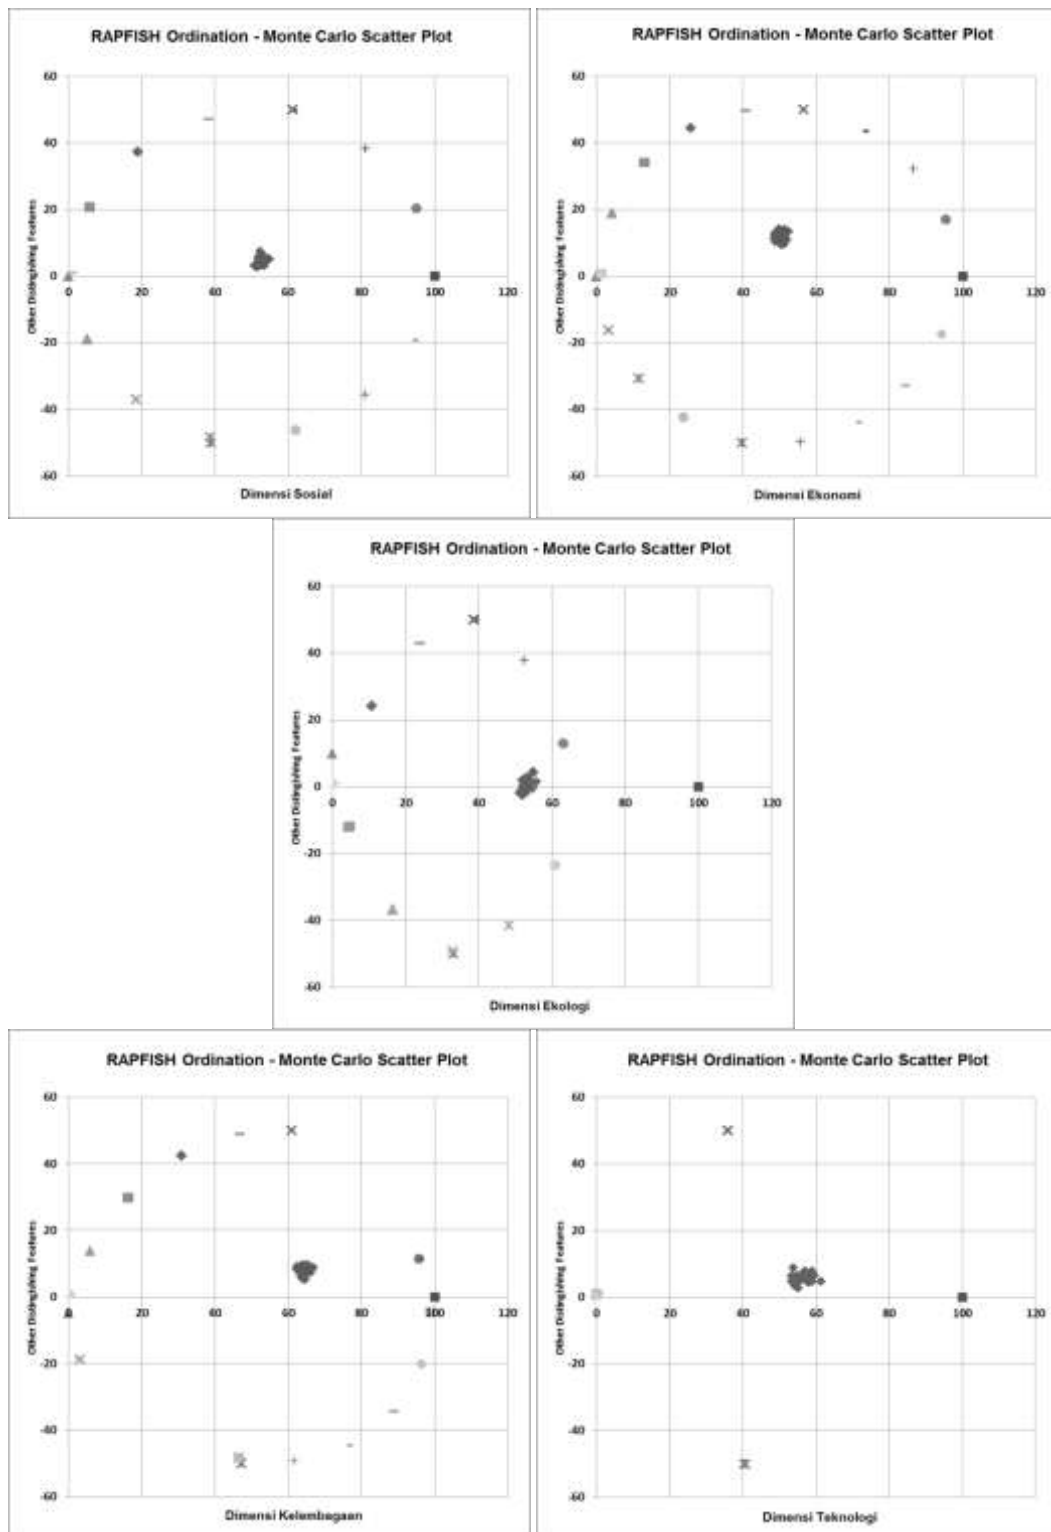 RAPFISH Ordination - Monte Carlo Scatter Plot
60
40
20
0
-20
-40
-60
0 20 40 60 80 100 120
Other Distingishing Features
Dimensi Sosial
RAPFISH Ordination - Monte Carlo Scatter Plot
60
40
20
0
-20
-40
-60
0 20 40 60 80 100 120
Other Distingishing Features
Dimensi Ekonomi
RAPFISH Ordination - Monte Carlo Scatter Plot
60
40
20
0
-20
-40
-60
0 20 40 60 80 100 120
Other Distingishing Features
Dimensi Ekologi
RAPFISH Ordination - Monte Carlo Scatter Plot
60
40
20
0
-20
-40
-60
0 20 40 60 80 100 120
Other Distingishing Features
Dimensi Kelembagaan
RAPFISH Ordination - Monte Carlo Scatter Plot
60
40
20
0
-20
-40
-60
0 20 40 60 80 100 120
Other Distingishing Features
Dimensi Teknologi